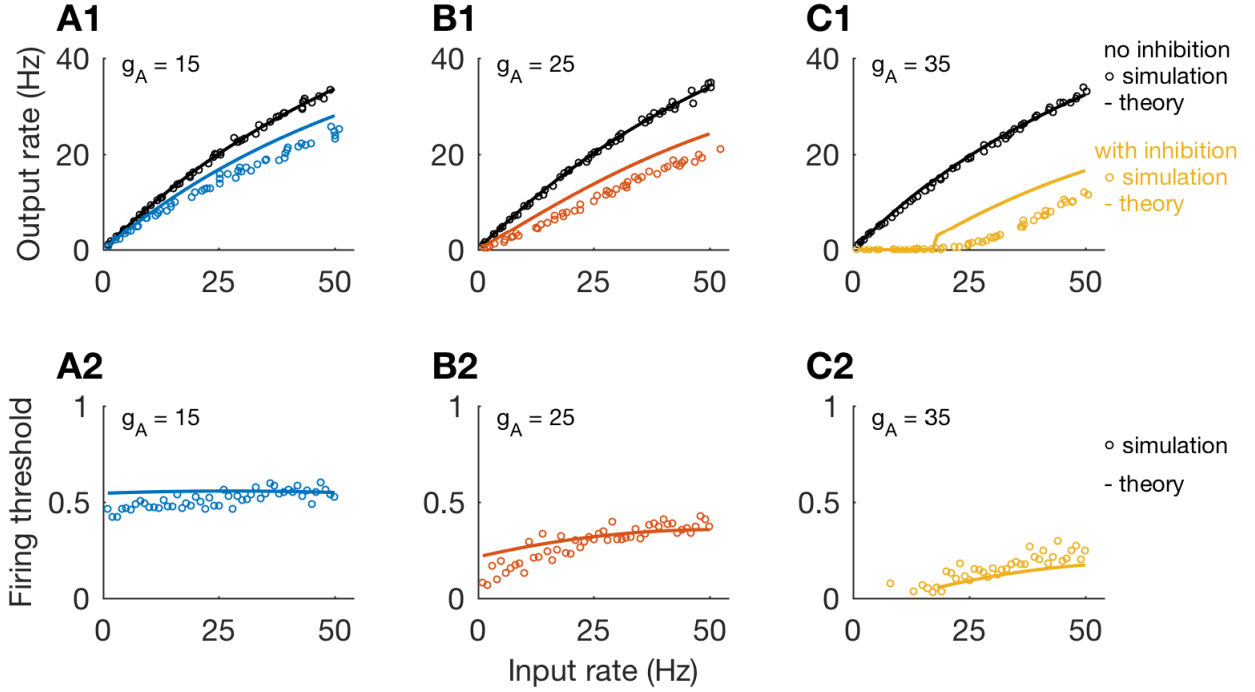 A1
B1
C1
Output rate (Hz)
40
20
0
0
25
50
g_A = 15
40
20
0
0
25
50
g_A = 25
40
20
0
0
25
50
g_A = 35
no inhibition
simulation
- theory
with inhibition
simulation
- theory
A2
B2
C2
Firing threshold
1
0.5
0
0
25
50
g_A = 15
1
0.5
0
0
25
50
g_A = 25
1
0.5
0
0
25
50
g_A = 35
simulation
- theory
Input rate (Hz)